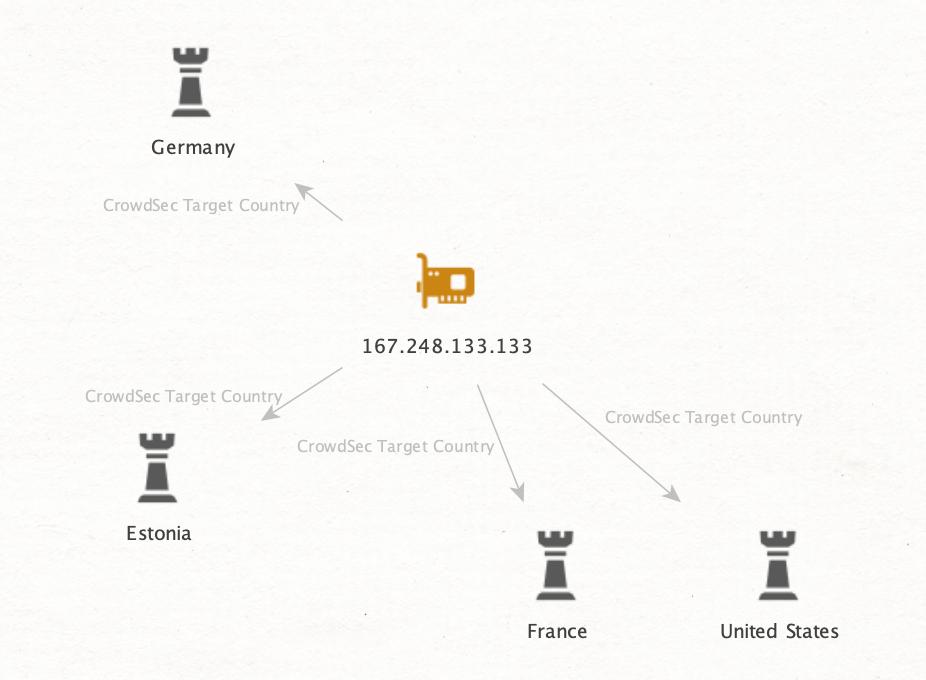 Germany
CrowdSec Target Country
167.248.133.133
CrowdSec Target Country
CrowdSec Target Country
CrowdSec Target Country
Estonia
France
United States